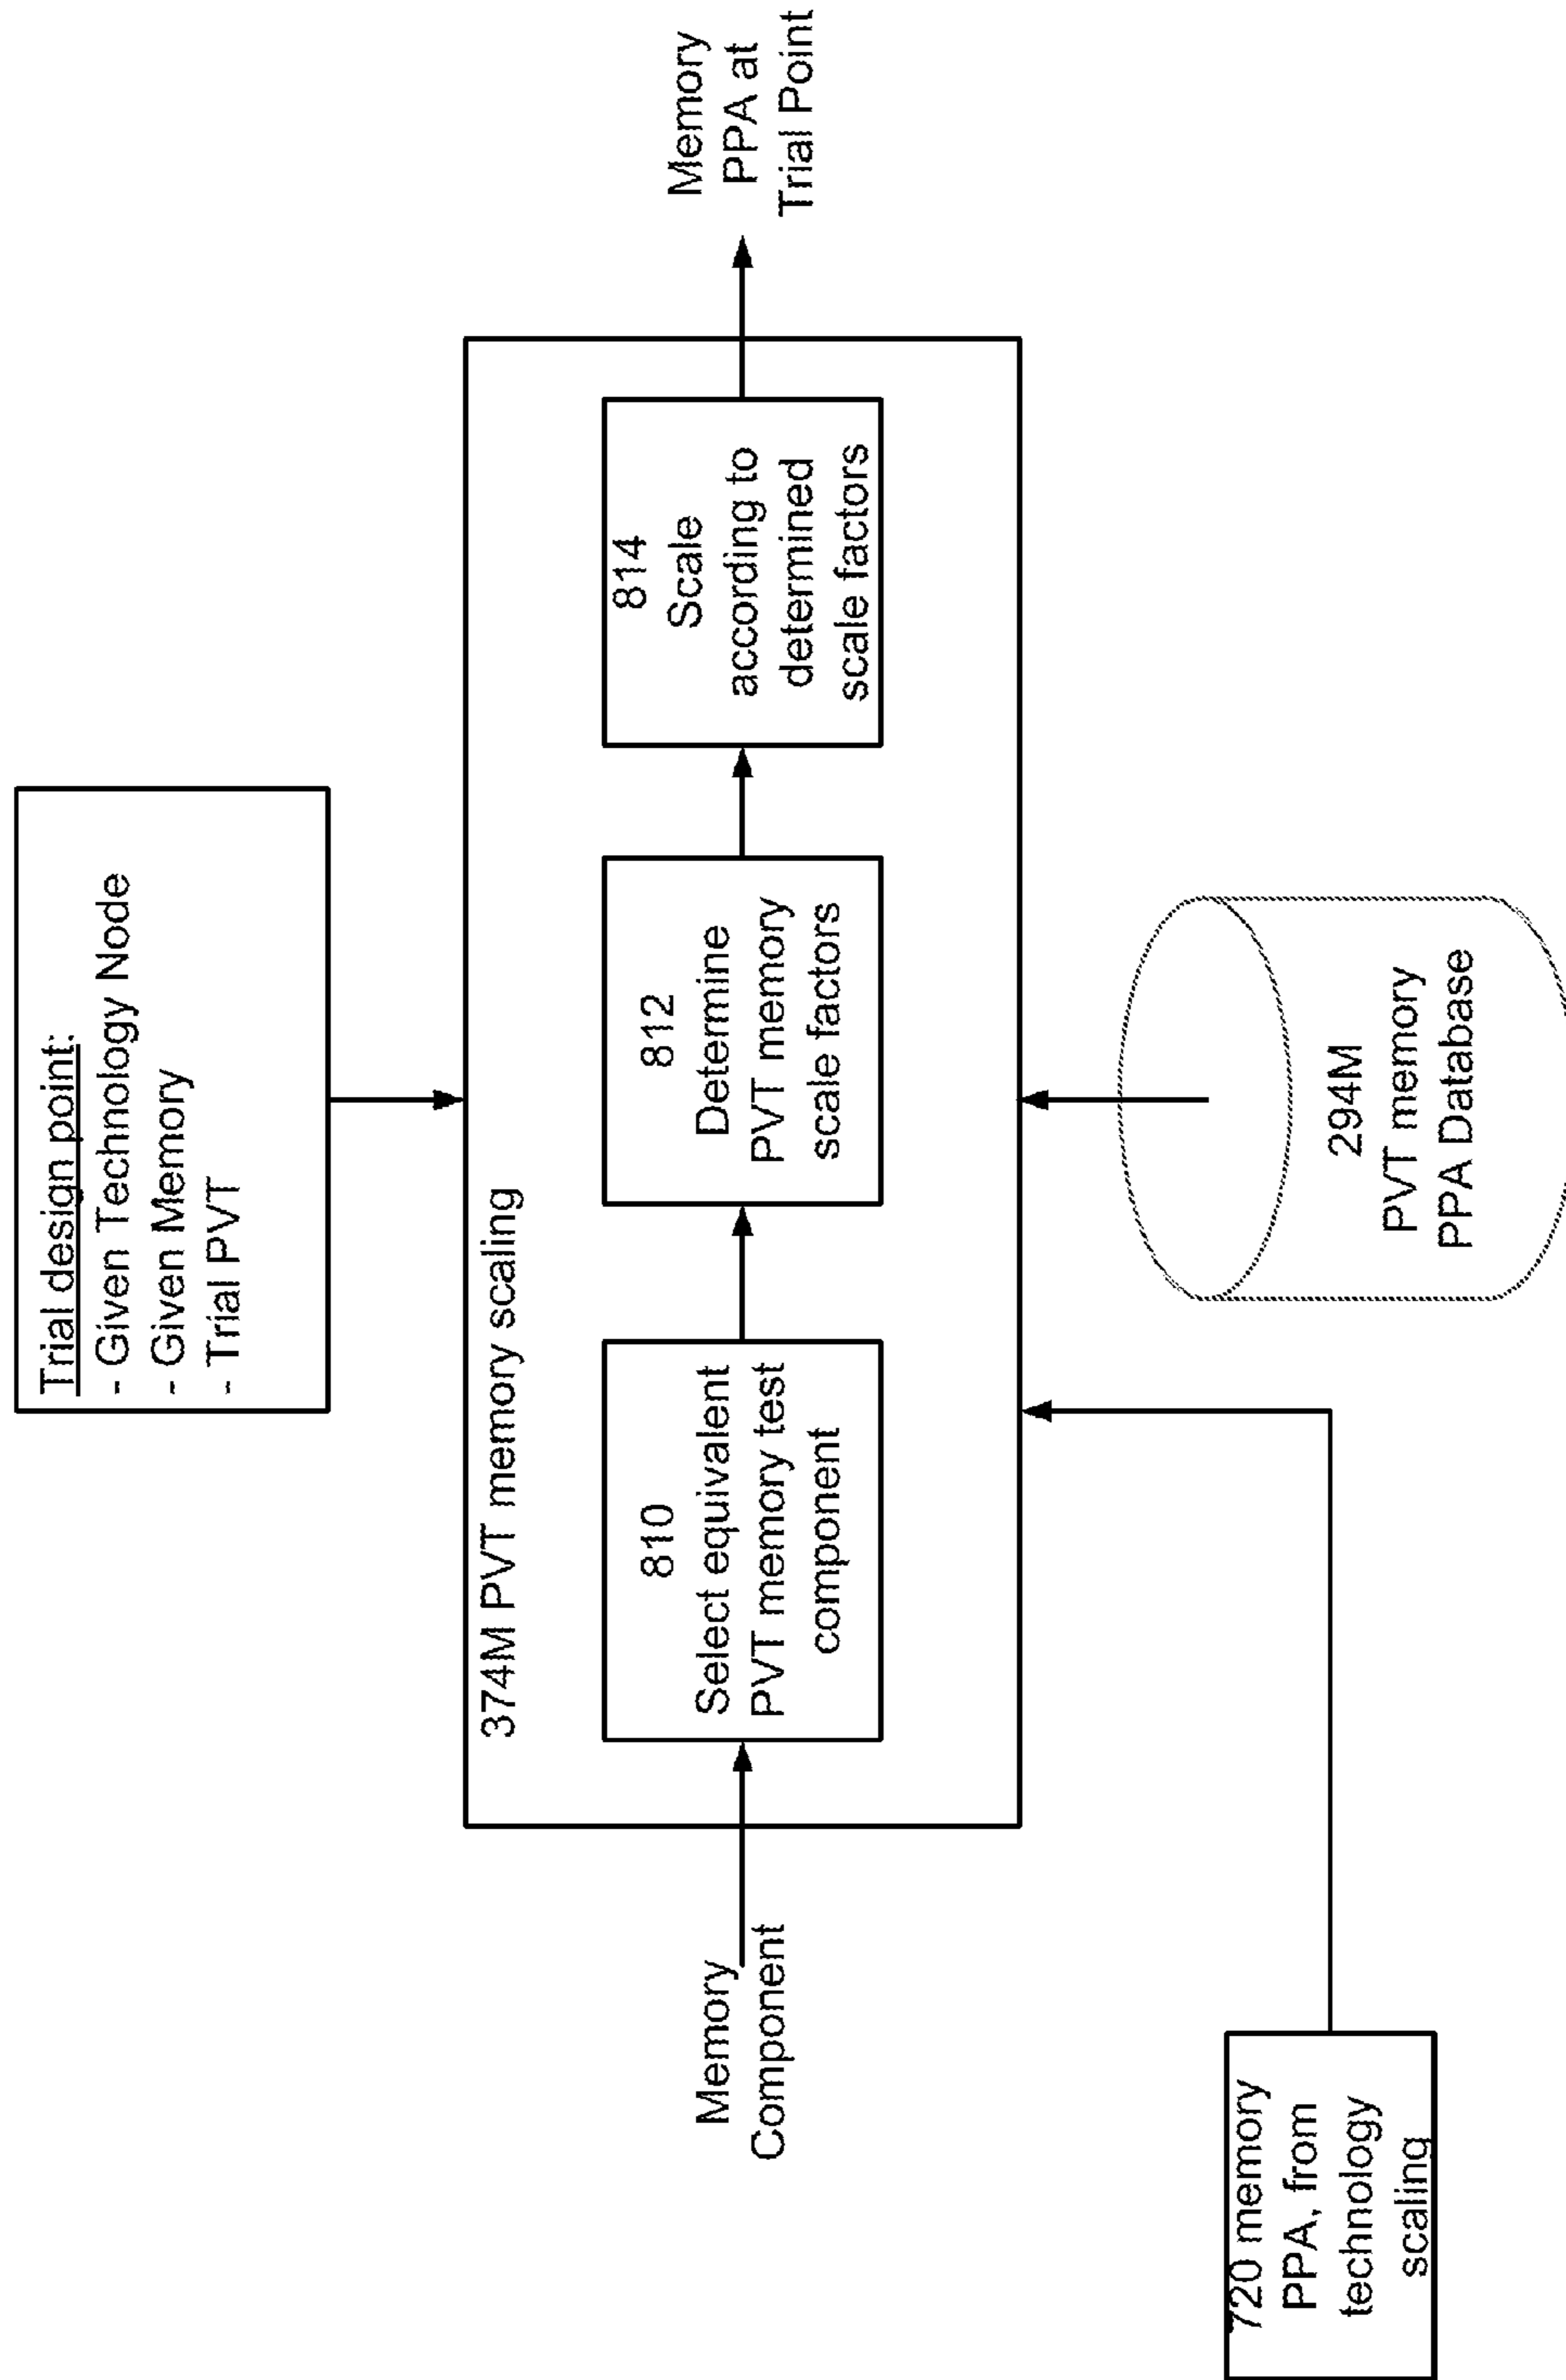 Trial design point:
- Given Technology Node
- Given Memory
- Trial PVT
374M PVT memory scaling
Memory
Component
810
Select equivalent
PVT memory test
component
812
Determine
PVT memory
scale factors
814
Scale
according to
determined
scale factors
Memory
PPA at
Trial Point
720 memory
PPA, from
technology
scaling
294M
PVT memory
PPA Database